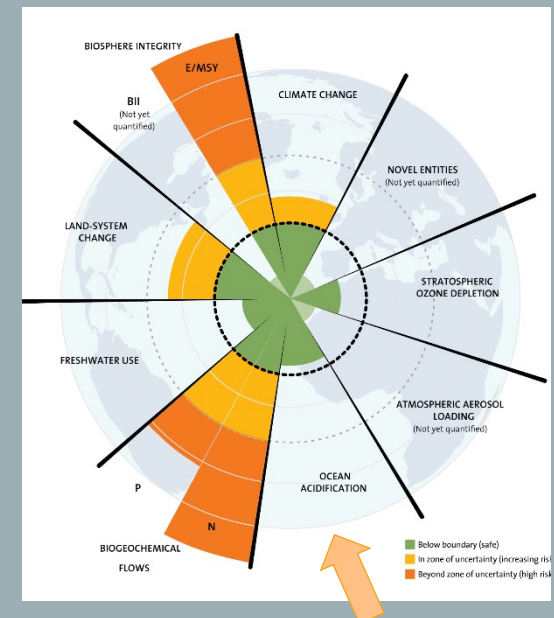 BIOSPHERE INTEGRITY
E/MSY
BII
(Not yet
quantified)
CLIMATE CHANGE
NOVEL ENTITIES
(Not yet quantified)
LAND-SYSTEM
CHANGE
STRATOSPHERIC
OZONE DEPLETION
FRESHWATER USE
ATMOSPHERIC AEROSOL
LOADING
(Not yet quantified)
OCEAN
ACIDIFICATION
P
N
BIOGEOCHEMICAL
FLOWS
Below boundary (safe)
In zone of uncertainty (increasing ris
Beyond zone of uncertainty (high risk